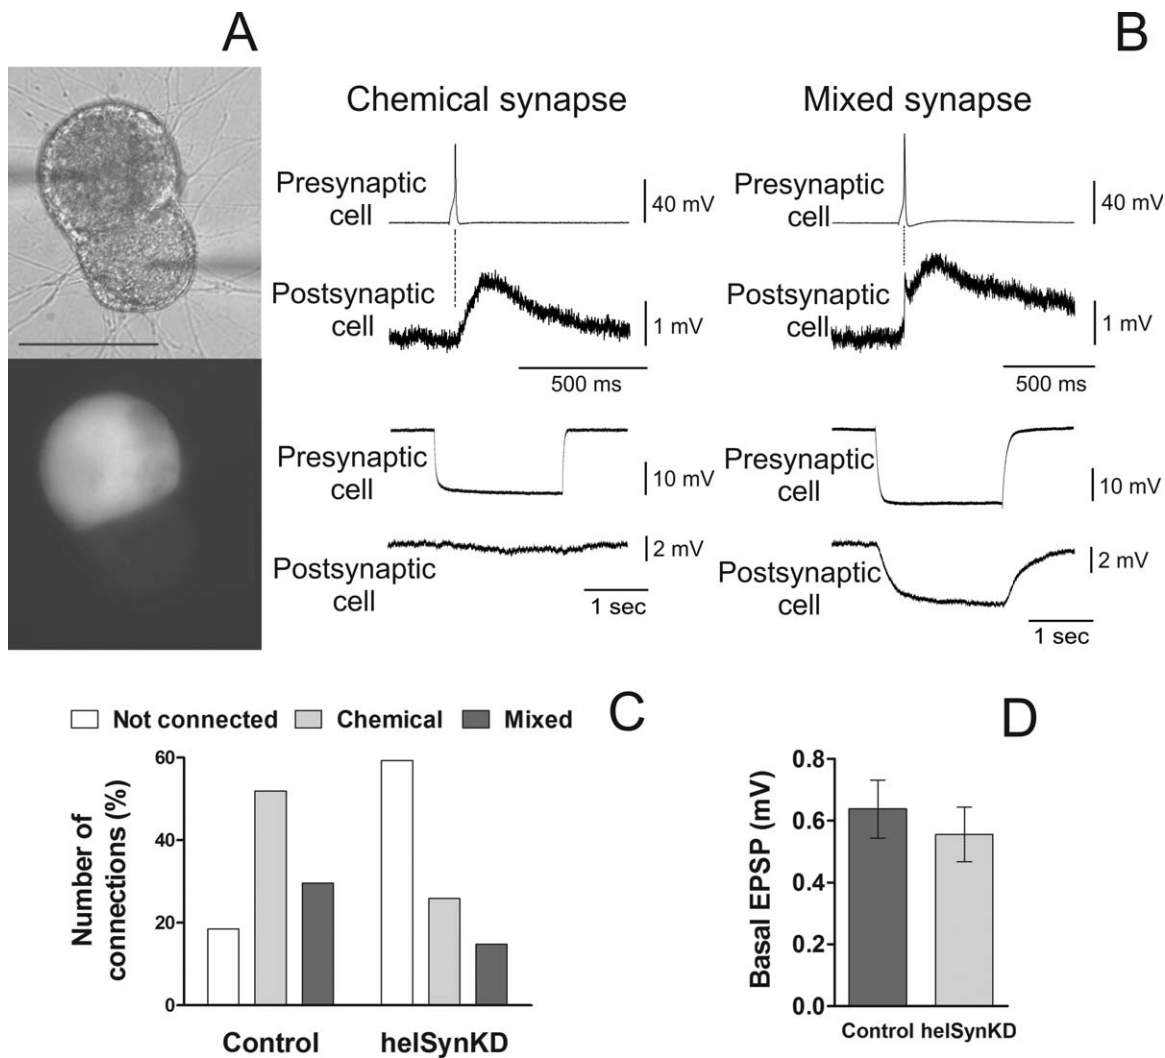 A
B
Chemical synapse
Mixed synapse
Presynaptic
cell
40 mV
Postsynaptic
cell
1 mV
500 ms
Presynaptic
cell
40 mV
Postsynaptic
cell
1 mV
500 ms
Presynaptic
cell
10 mV
Postsynaptic
cell
2 mV
1 sec
Presynaptic
cell
10 mV
Postsynaptic
cell
2 mV
1 sec
C
Not connected Chemical Mixed
Number of
connections (%)
60
40
20
0
Control helSynKD
D
Basal EPSP (mV)
0.8
0.6
0.4
0.2
0.0
Control helSynKD